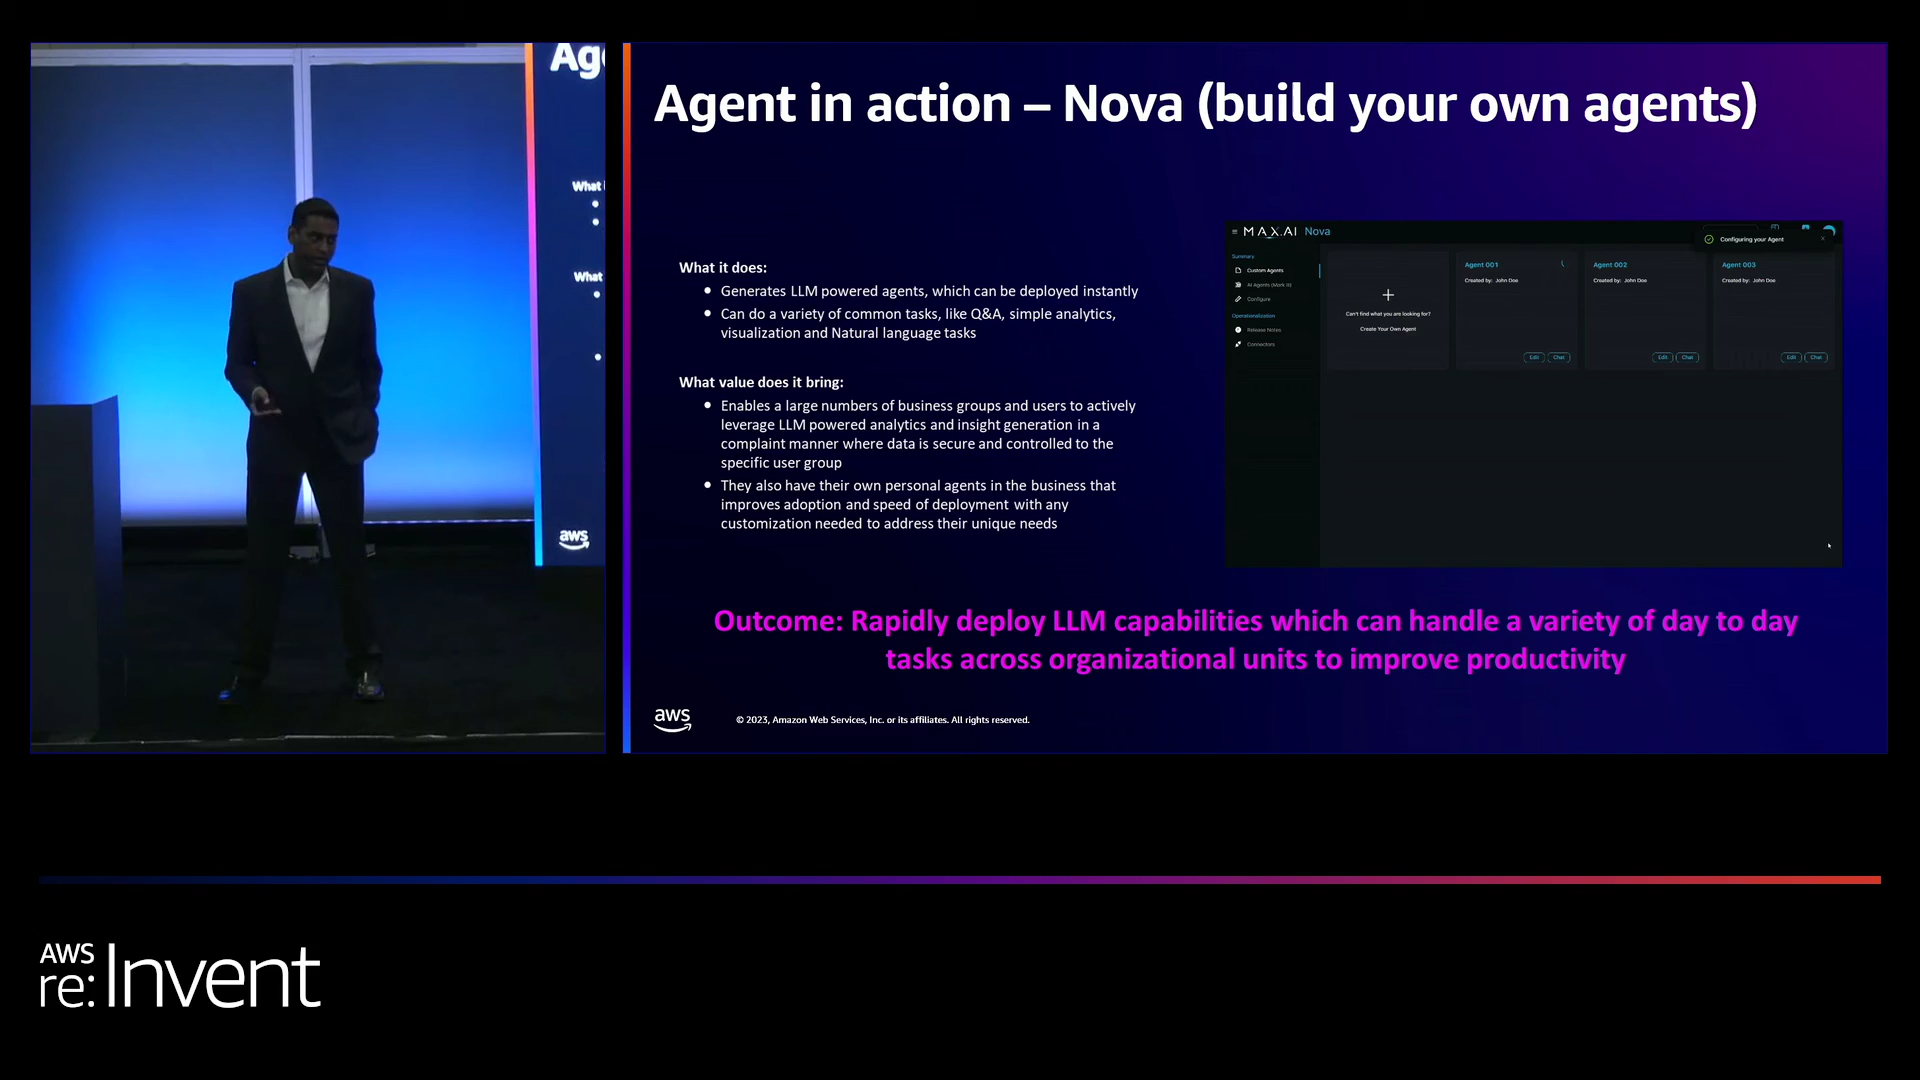 Ag
What
What
aws
Agent in action – Nova (build your own agents)
What it does:
Generates LLM powered agents, which can be deployed instantly
Can do a variety of common tasks, like Q&A, simple analytics,
visualization and Natural language tasks
What value does it bring:
Enables a large numbers of business groups and users to actively
leverage LLM powered analytics and insight generation in a
complaint manner where data is secure and controlled to the
specific user group
They also have their own personal agents in the business that
improves adoption and speed of deployment with any
customization needed to address their unique needs
MAX.AI Nova
Configuring your Agent
Summary
Custom Agents
AI Agents (Mark III)
Configure
Operationalization
Release Notes
Connectors
Can't find what you are looking for?
Create Your Own Agent
Agent 001
Created by: John Doe
Edit Chat
Agent 002
Created by: John Doe
Edit Chat
Agent 003
Created by: John Doe
Edit Chat
Outcome: Rapidly deploy LLM capabilities which can handle a variety of day to day
tasks across organizational units to improve productivity
aws
© 2023, Amazon Web Services, Inc. or its affiliates. All rights reserved.
AWS
re:Invent